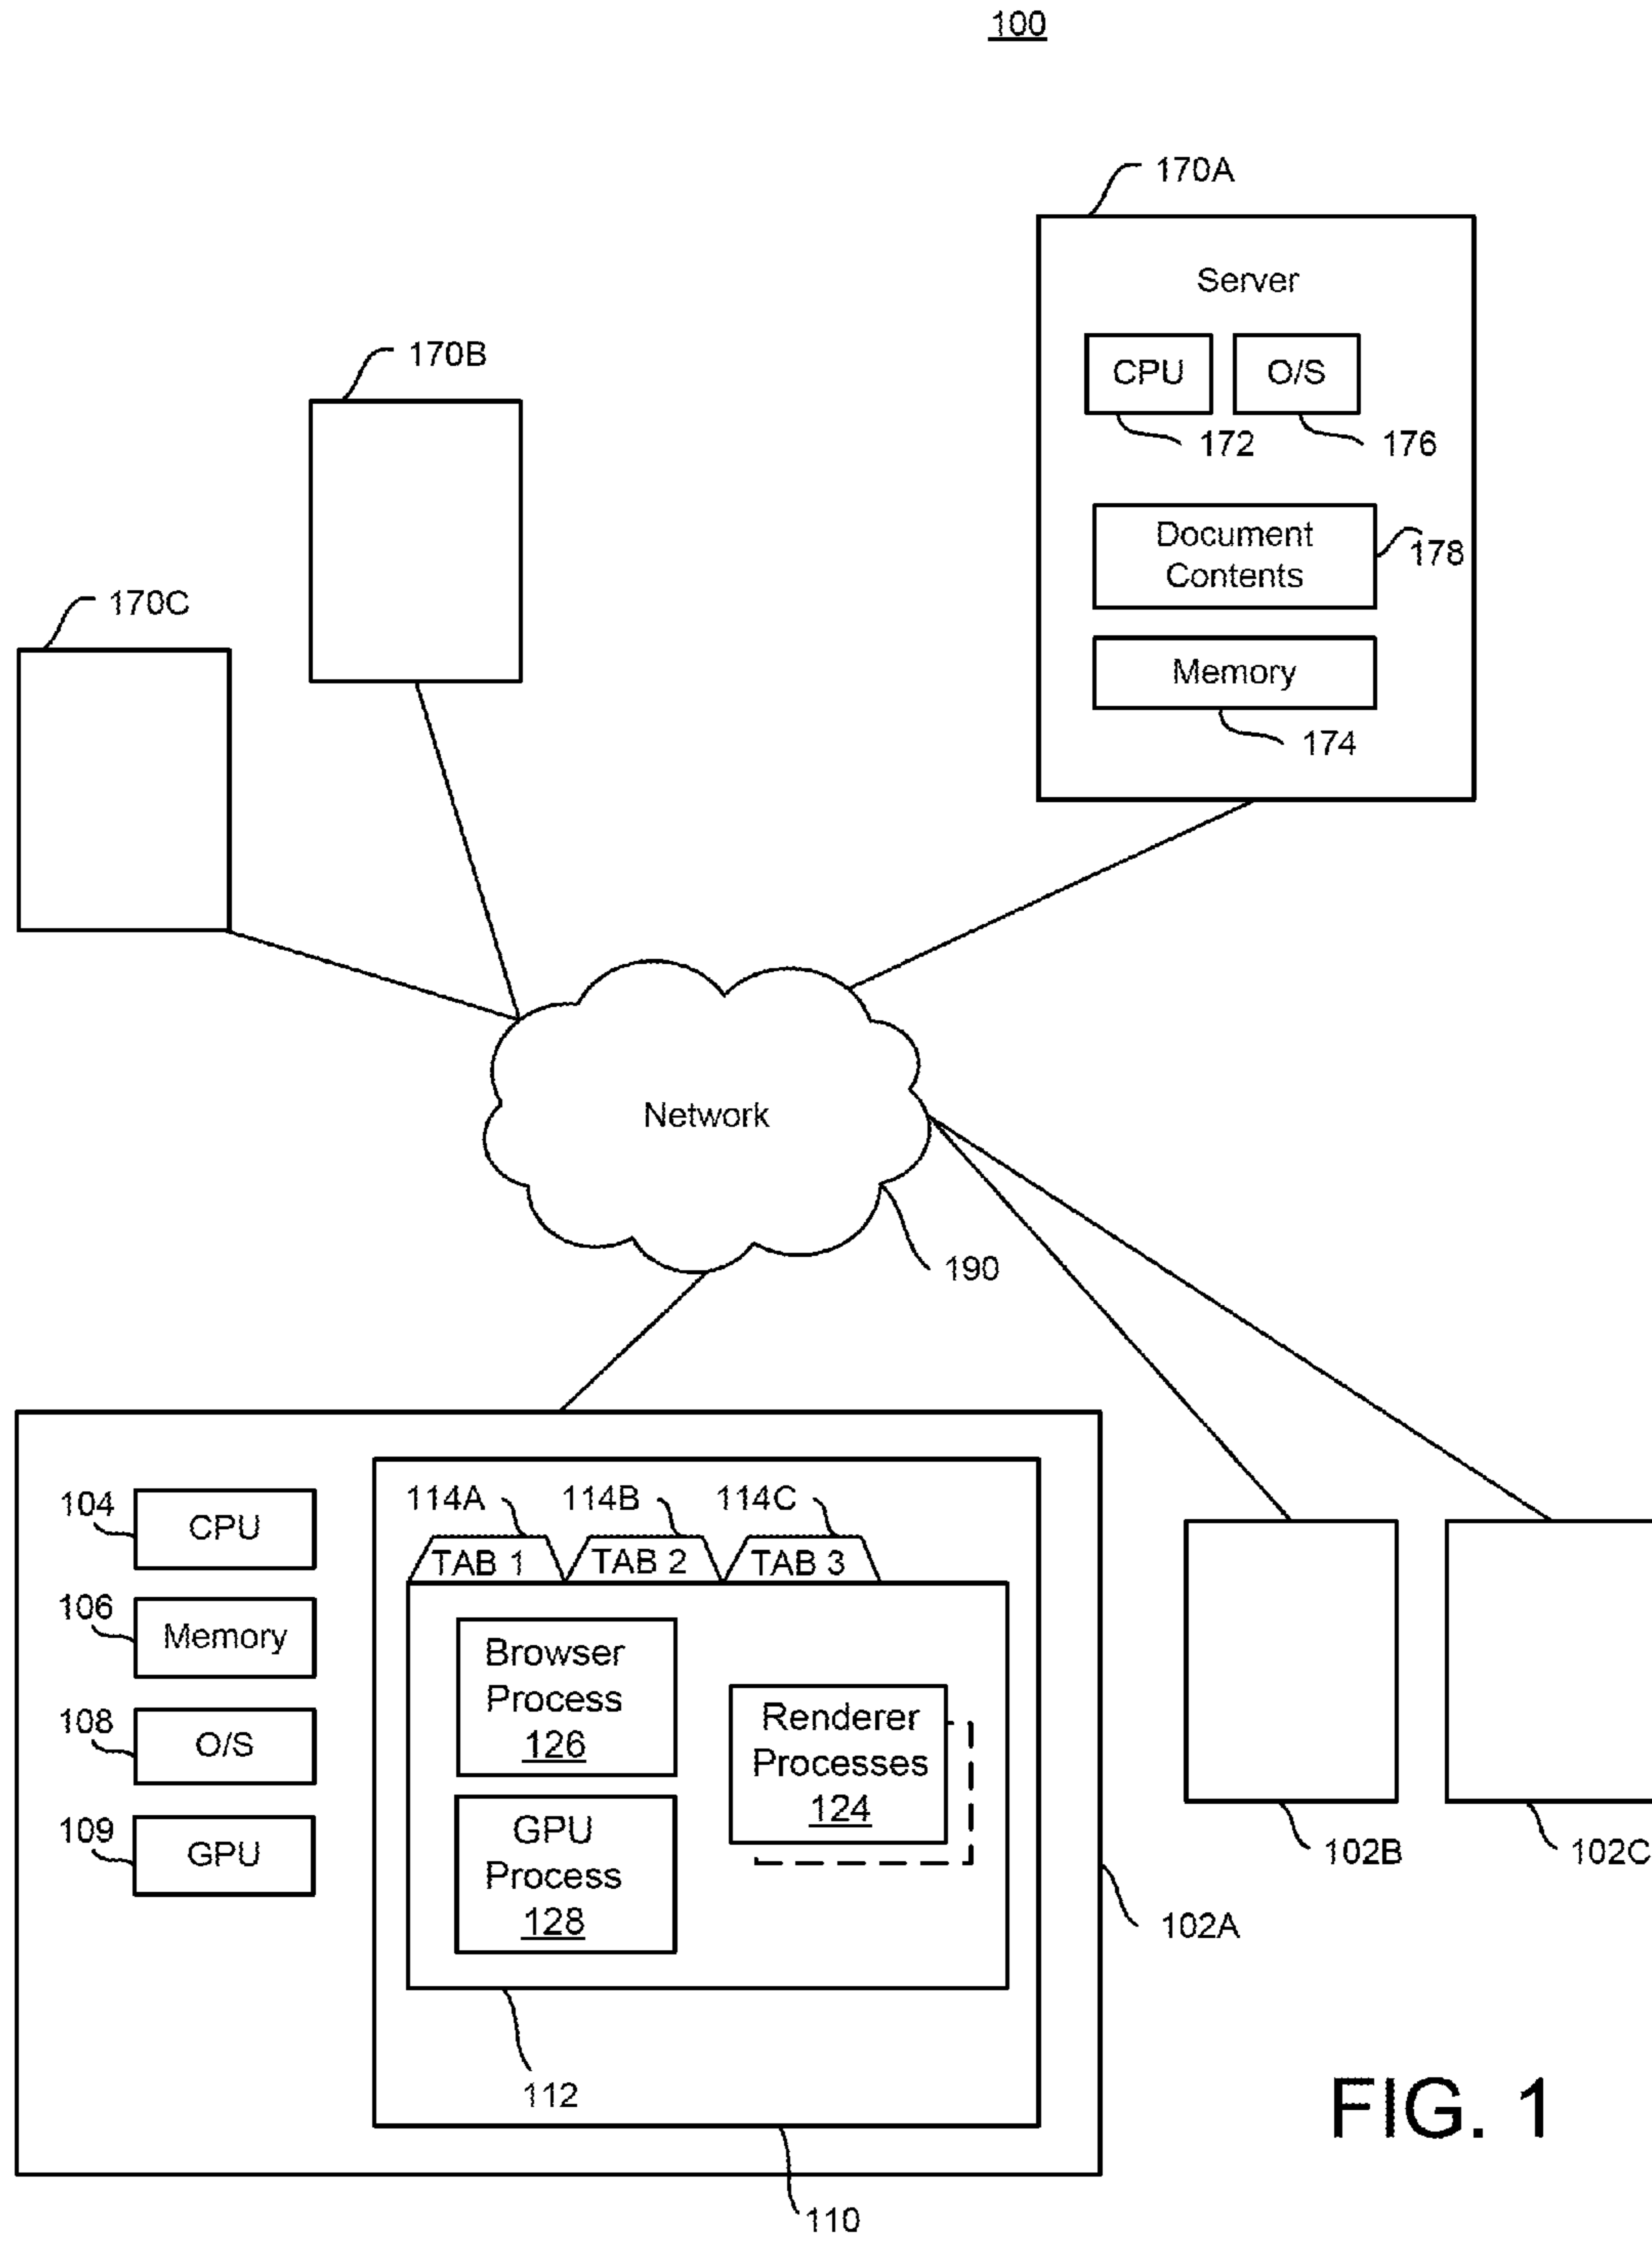 100
170A
Server
170B
CPU
O/S
172
176
Document
178
Contents
170C
Memory
174
Network
190
114A
114B
114C
104
CPU
TAB 1
TAB 2
TAB 3
106
Memory
Browser
Process
126
Renderer
Processes
124
108
O/S
109
GPU
GPU
Process
128
102B
102C
102A
112
FIG. 1
110